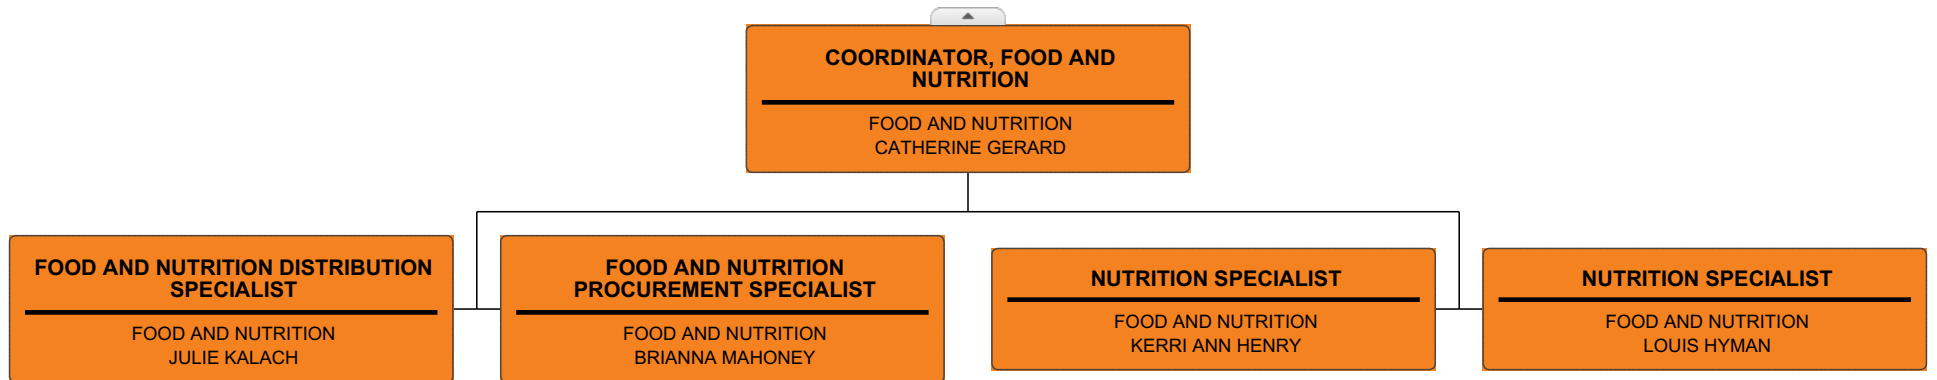 COORDINATOR, FOOD AND
NUTRITION
FOOD AND NUTRITION
CATHERINE GERARD
FOOD AND NUTRITION DISTRIBUTION
SPECIALIST
FOOD AND NUTRITION
JULIE KALACH
FOOD AND NUTRITION
PROCUREMENT SPECIALIST
FOOD AND NUTRITION
BRIANNA MAHONEY
NUTRITION SPECIALIST
FOOD AND NUTRITION
KERRI ANN HENRY
NUTRITION SPECIALIST
FOOD AND NUTRITION
LOUIS HYMAN